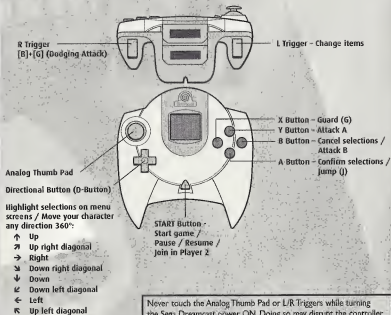 R Trigger
[B]+[G] (Dodging Attack)
L Trigger - Change items
X Button – Guard (G)
Y Button – Attack A
B Button – Cancel selections /
Attack B
A Button – Confirm selections /
Jump (J)
Analog Thumb Pad
Directional Button (D-Button)
Highlight selections on menu
screens / Move your character
any direction 360°:
↑ Up
↗ Up right diagonal
→ Right
↘ Down right diagonal
↓ Down
↙ Down left diagonal
← Left
↖ Up left diagonal
START Button -
Start game /
Pause / Resume /
Join in Player 2
Never touch the Analog Thumb Pad or L/R Triggers while turning
the Sega Dreamcast power ON. Doing so may disrupt the controller